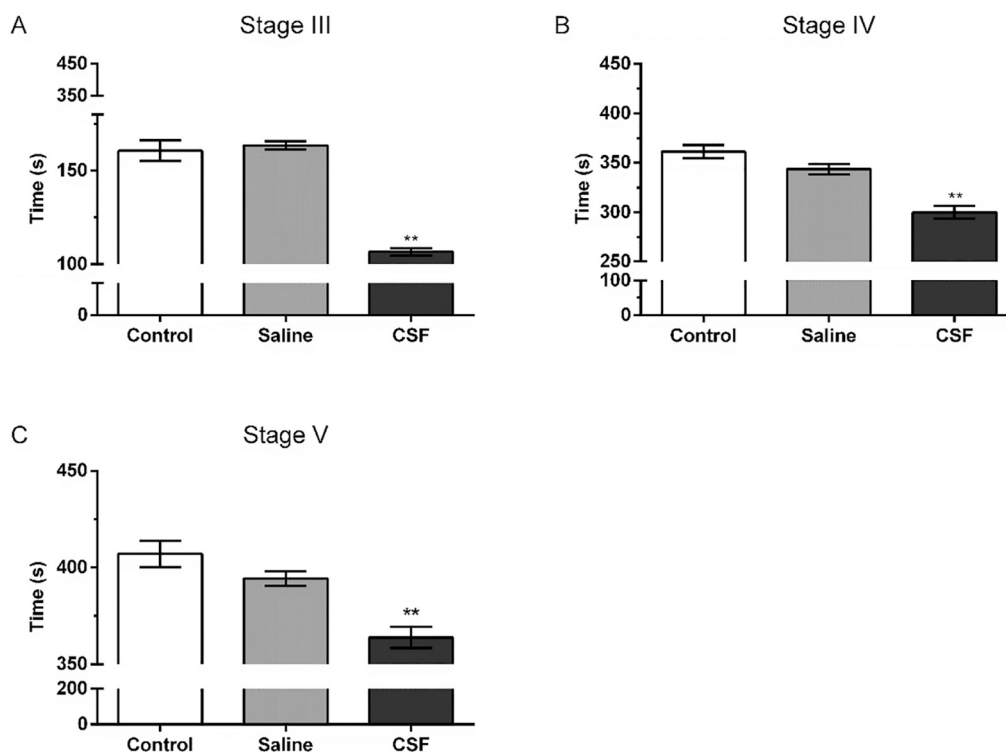 A
Stage III
450
350
150
100
0
Time (s)
**
Control
Saline
CSF
B
Stage IV
450
400
350
300
250
100
0
Time (s)
**
Control
Saline
CSF
C
Stage V
450
400
350
200
0
Time (s)
**
Control
Saline
CSF